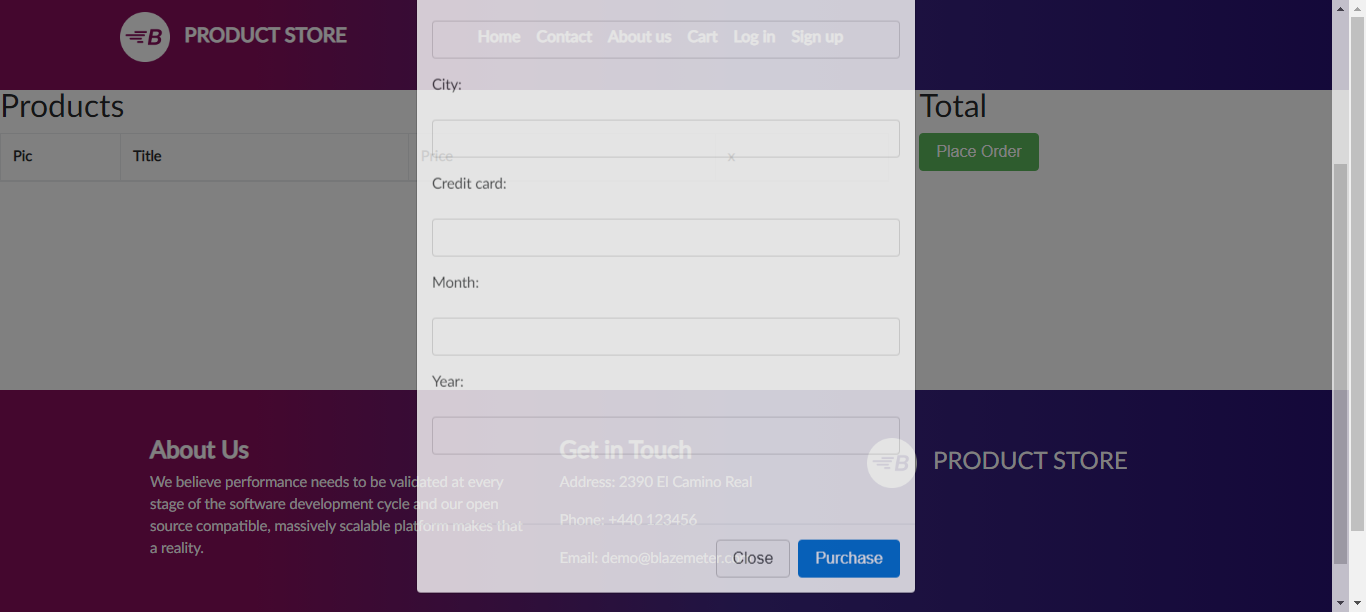 B PRODUCT STORE
Home Contact About us Cart Log in Sign up
City:
Products
Total
Pic Title Price x
Place Order
Credit card:
Month:
Year:
About Us
We believe performance needs to be validated at every
stage of the software development cycle and our open
source compatible, massively scalable platform makes that
a reality.
Get in Touch
Address: 2390 El Camino Real
Phone: +440 123456
Email: demo@blazemeter.c
B PRODUCT STORE
Close Purchase